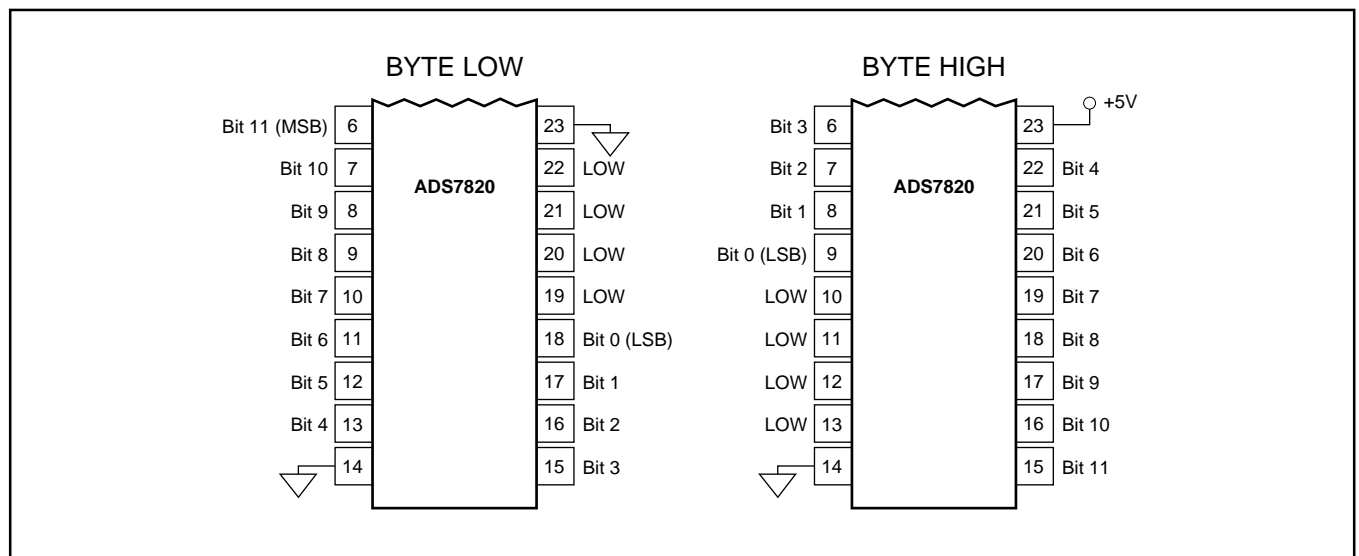 BYTE LOW
Bit 11 (MSB) 6 23
Bit 10 7 ADS7820 22 LOW
Bit 9 8 21 LOW
Bit 8 9 20 LOW
Bit 7 10 19 LOW
Bit 6 11 18 Bit 0 (LSB)
Bit 5 12 17 Bit 1
Bit 4 13 16 Bit 2
14 15 Bit 3
BYTE HIGH
+5V
Bit 3 6 23
Bit 2 7 ADS7820 22 Bit 4
Bit 1 8 21 Bit 5
Bit 0 (LSB) 9 20 Bit 6
LOW 10 19 Bit 7
LOW 11 18 Bit 8
LOW 12 17 Bit 9
LOW 13 16 Bit 10
14 15 Bit 11